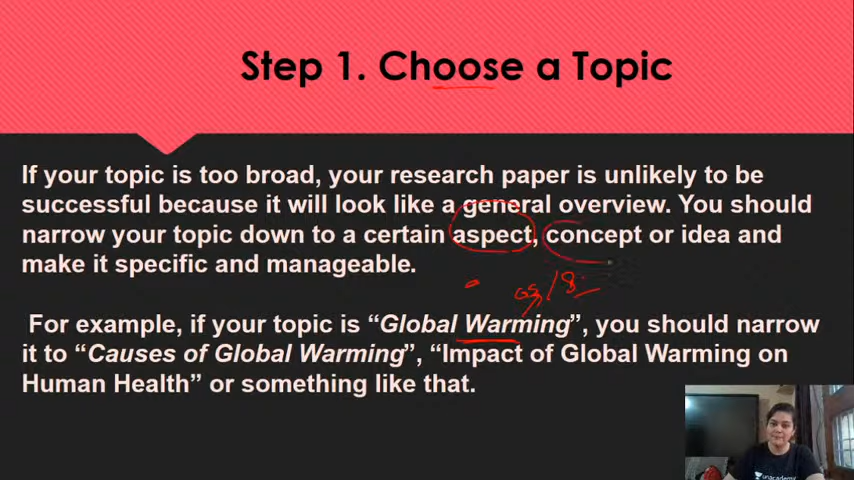 Step 1. Choose a Topic
If your topic is too broad, your research paper is unlikely to be
successful because it will look like a general overview. You should
narrow your topic down to a certain aspect, concept or idea and
make it specific and manageable.
For example, if your topic is “Global Warming”, you should narrow
it to “Causes of Global Warming”, “Impact of Global Warming on
Human Health” or something like that.
unacademy